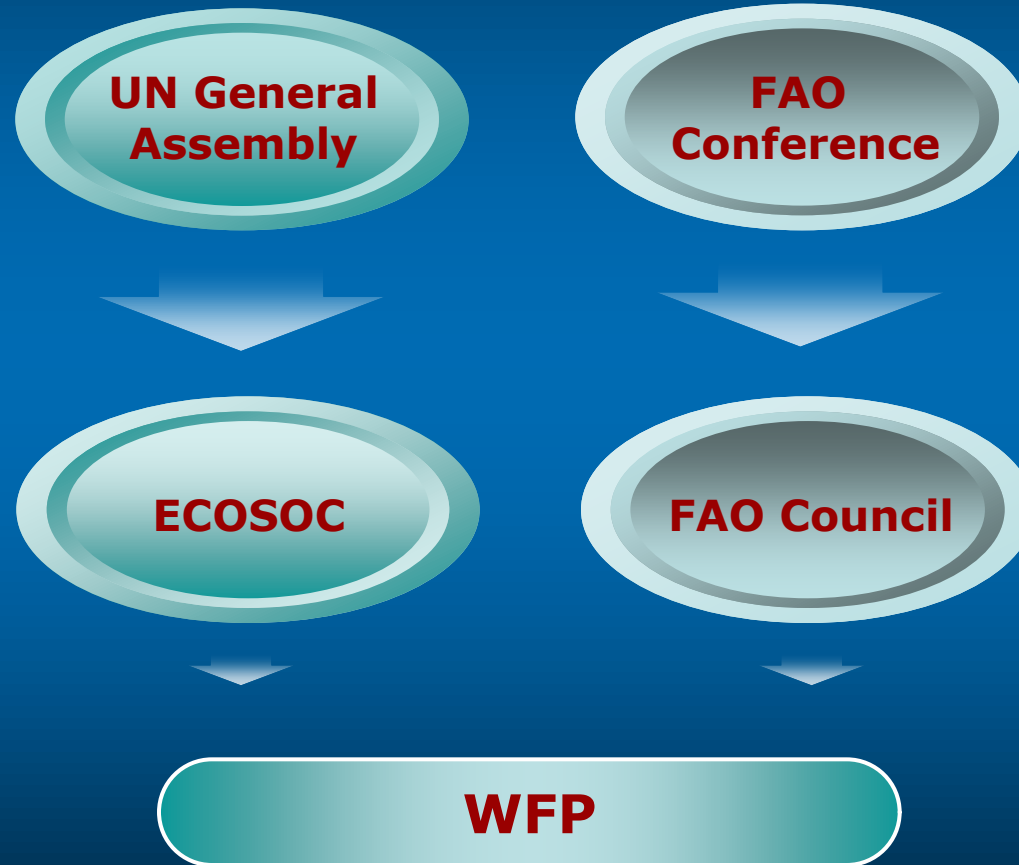 UN General
Assembly
FAO
Conference
ECOSOC
FAO Council
WFP